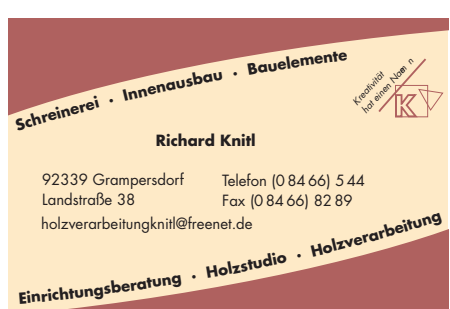 Schreinerei · Innenausbau · Bauelemente
Kreativität
hat einen Namen
K
Richard Knitl
92339 Grampersdorf
Landstraße 38
Telefon (0 84 66) 5 44
Fax (0 84 66) 82 89
holzverarbeitungknitl@freenet.de
Einrichtungsberatung · Holzstudio · Holzverarbeitung